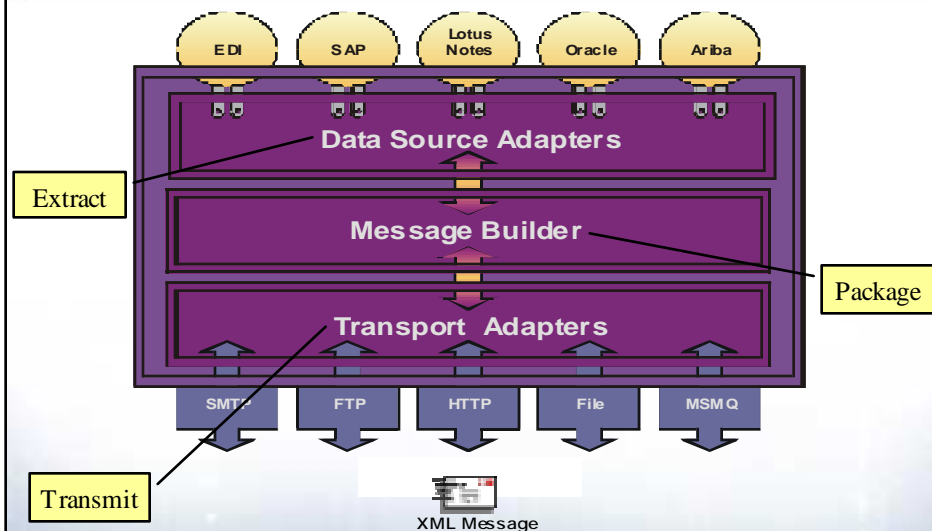 EDI
SAP
Lotus
Notes
Oracle
Ariba
Data Source Adapters
Extract
Message Builder
Package
Transport Adapters
SMTP
FTP
HTTP
File
MSMQ
Transmit
XML Message